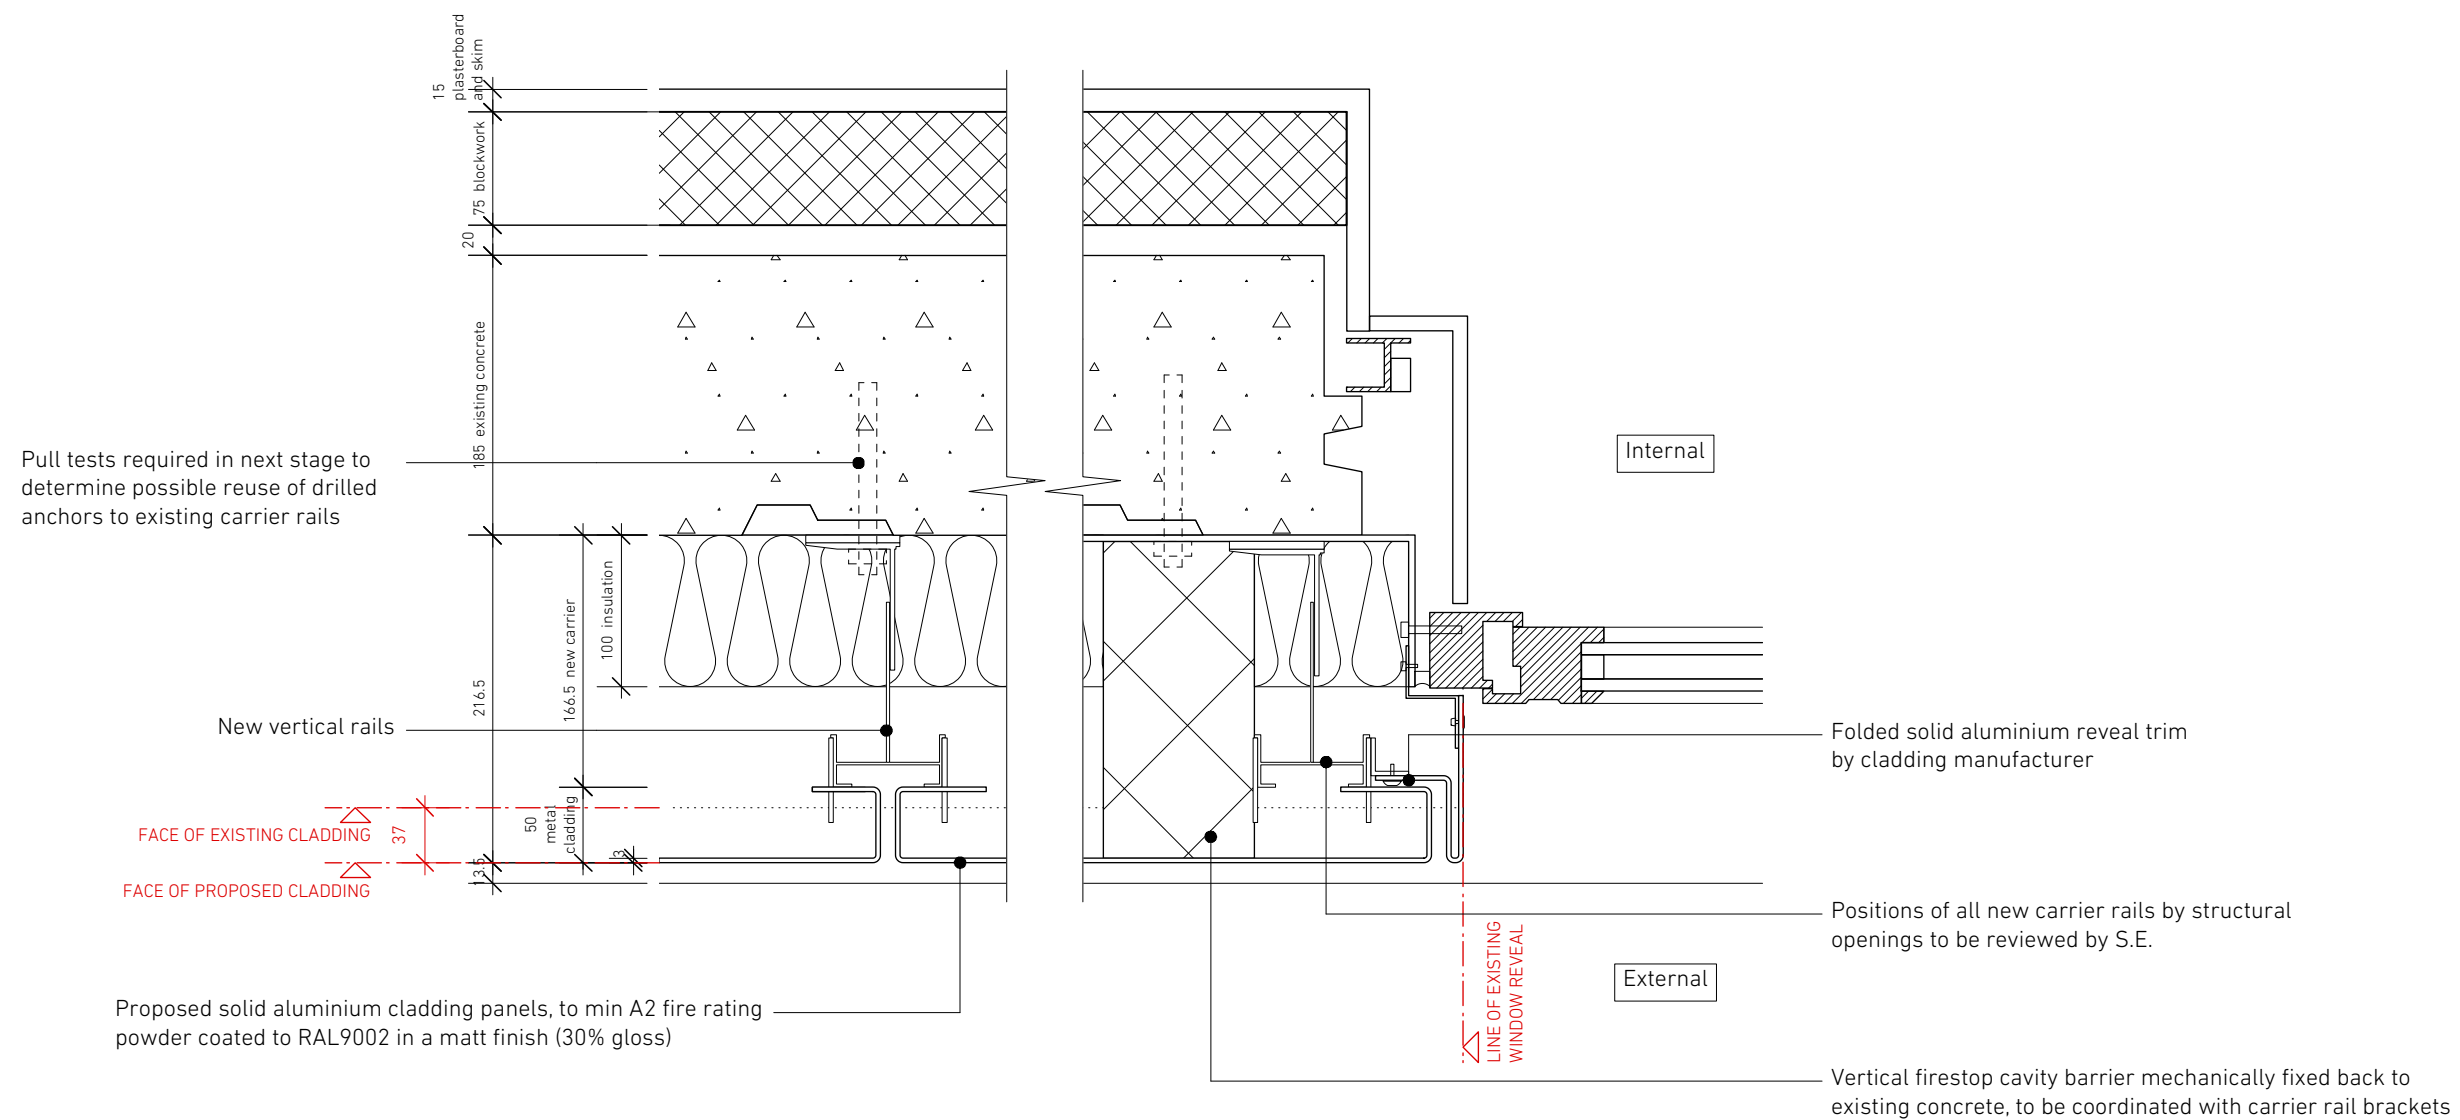 15
plasterboard
and skim
75 blockwork
20
185 existing concrete
Pull tests required in next stage to
determine possible reuse of drilled
anchors to existing carrier rails
Internal
100 insulation
166.5 new carrier
216.5
New vertical rails
Folded solid aluminium reveal trim
by cladding manufacturer
50
metal
cladding
FACE OF EXISTING CLADDING
37
3
13.5
FACE OF PROPOSED CLADDING
Positions of all new carrier rails by structural
openings to be reviewed by S.E.
LINE OF EXISTING
WINDOW REVEAL
External
Proposed solid aluminium cladding panels, to min A2 fire rating
powder coated to RAL9002 in a matt finish (30% gloss)
Vertical firestop cavity barrier mechanically fixed back to
existing concrete, to be coordinated with carrier rail brackets